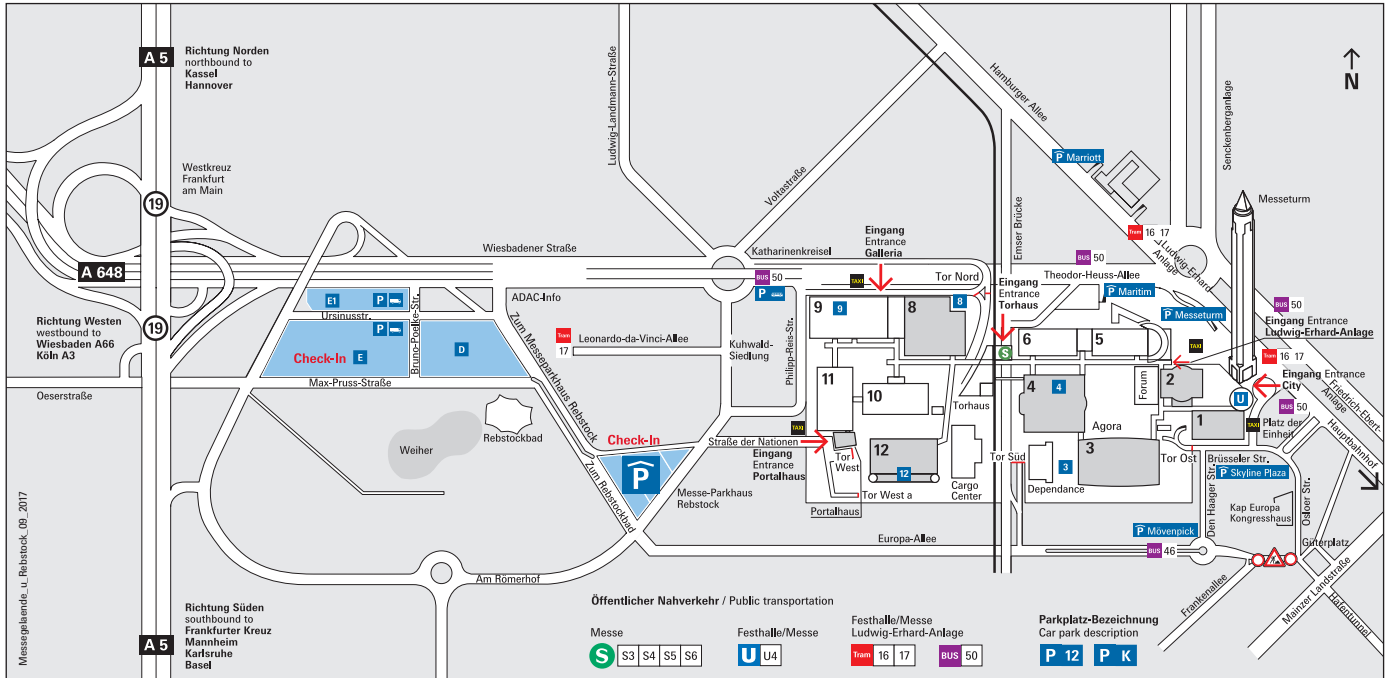 A 5
Richtung Norden
northbound to
Kassel
Hannover
Westkreuz
Frankfurt
am Main
19
A 648
19
Richtung Westen
westbound to
Wiesbaden A66
Köln A3
Oeserstraße
A 5
Richtung Süden
southbound to
Frankfurter Kreuz
Mannheim
Karlsruhe
Basel
Messegelaende_u_Rebstock_09_2017
Wiesbadener Straße
E1
P
Ursinusstr.
P
Check-In
E
Bruno-Poelke-Str.
D
Max-Pruss-Straße
ADAC-Info
Zum Messeparkhaus Rebstock
Weiher
Rebstockbad
Zum Rebstockbad
Check-In
P
Messe-Parkhaus
Rebstock
Am Römerhof
Tram
17
Leonardo-da-Vinci-Allee
Ludwig-Landmann-Straße
Voltastraße
Katharinenkreisel
BUS 50
P
Kuhwald-
Siedlung
Philipp-Reis-Str.
Straße der Nationen
Eingang
Entrance
Portalhaus
TAXI
Eingang
Entrance
Galleria
TAXI
Tor Nord
9
9
8
8
11
10
12
12
Tor
West
Tor West a
Portalhaus
Cargo
Center
Torhaus
Europa-Allee
Emser Brücke
Eingang
Entrance
Torhaus
S
Hamburger Allee
P Marriott
Senckenberganlage
N
Messeturm
Tram 16 17
Ludwig-Erhard
Anlage
BUS 50
Theodor-Heuss-Allee
P Maritim
P Messeturm
BUS 50
Eingang Entrance
Ludwig-Erhard-Anlage
TAXI
Tram 16 17
Eingang Entrance
City
U
BUS 50
Friedrich-Ebert-
Anlage
Hauptbahnhof
TAXI
Platz der
Einheit
6
5
4
4
Forum
2
1
Agora
3
3
Tor Süd
Dependance
Tor Ost
Brüsseler Str.
P Skyline Plaza
Den Haager Str.
Osloer Str.
Kap Europa
Kongresshaus
P Mövenpick
BUS 46
Güterplatz
Frankenallee
Mainzer Landstraße
Hafentunnel
Öffentlicher Nahverkehr / Public transportation
Messe
S S3 S4 S5 S6
Festhalle/Messe
U U4
Festhalle/Messe
Ludwig-Erhard-Anlage
Tram 16 17
BUS 50
Parkplatz-Bezeichnung
Car park description
P 12 P K